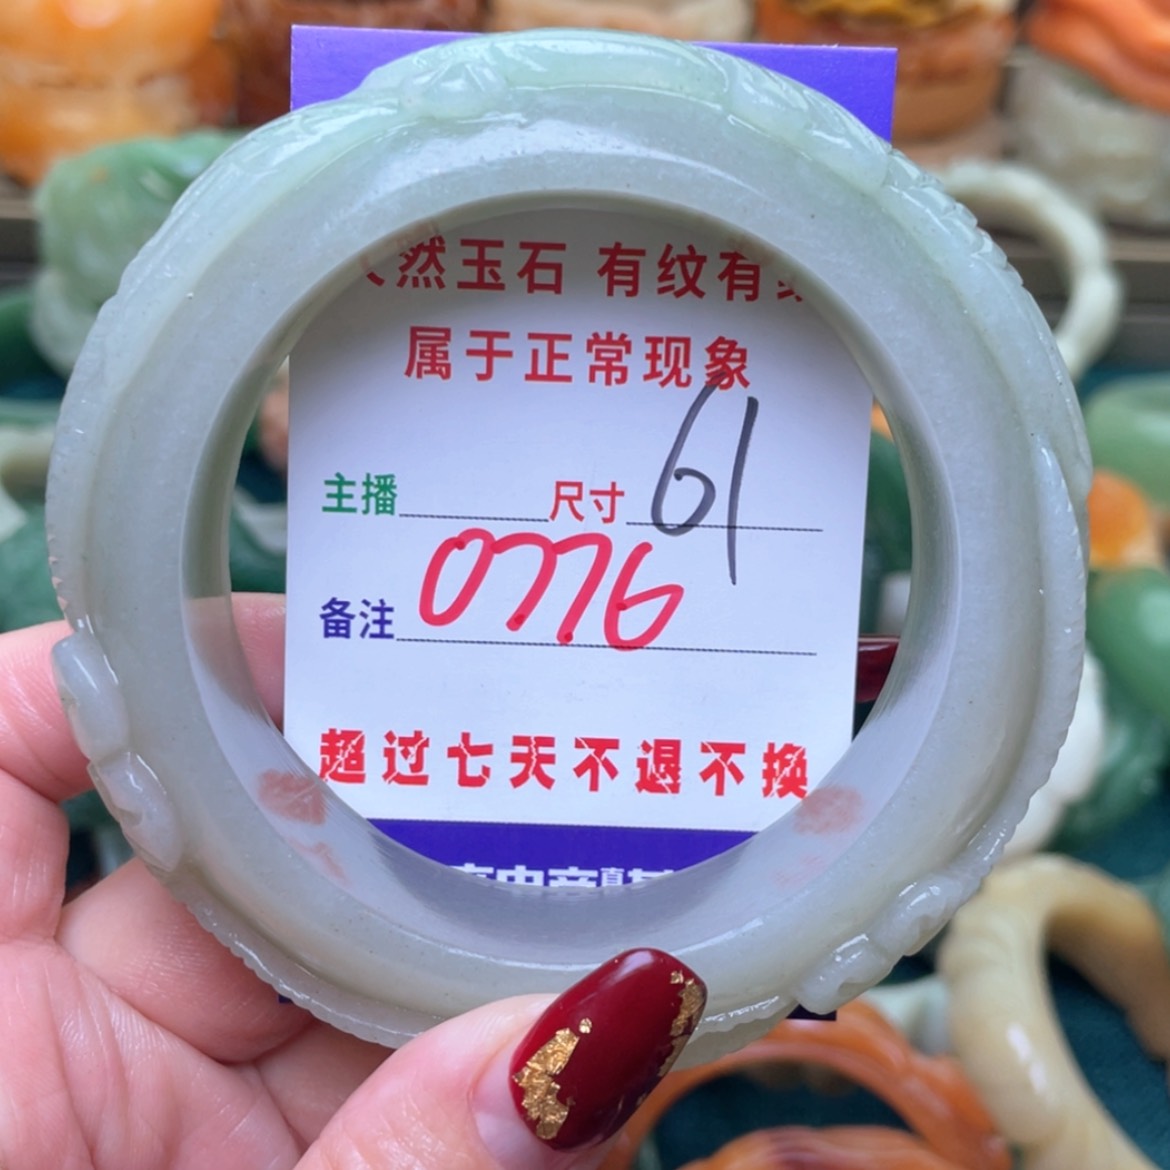 然玉石 有纹有
属于正常现象
主播 尺寸 61
备注 0776
超过七天不退不换